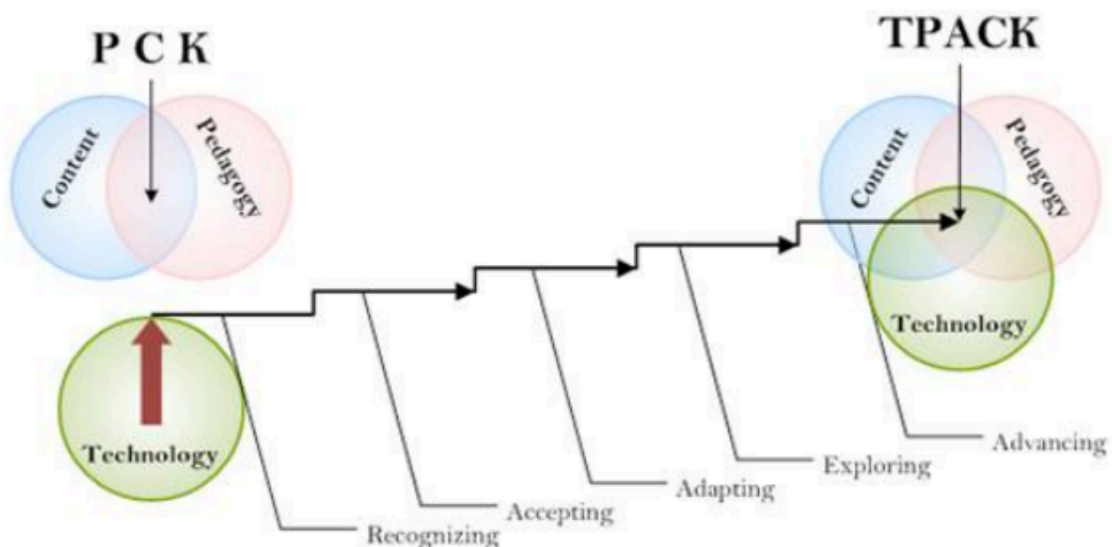 P C K
TPACK
Content
Pedagogy
Content
Pedagogy
Technology
Technology
Advancing
Exploring
Adapting
Accepting
Recognizing